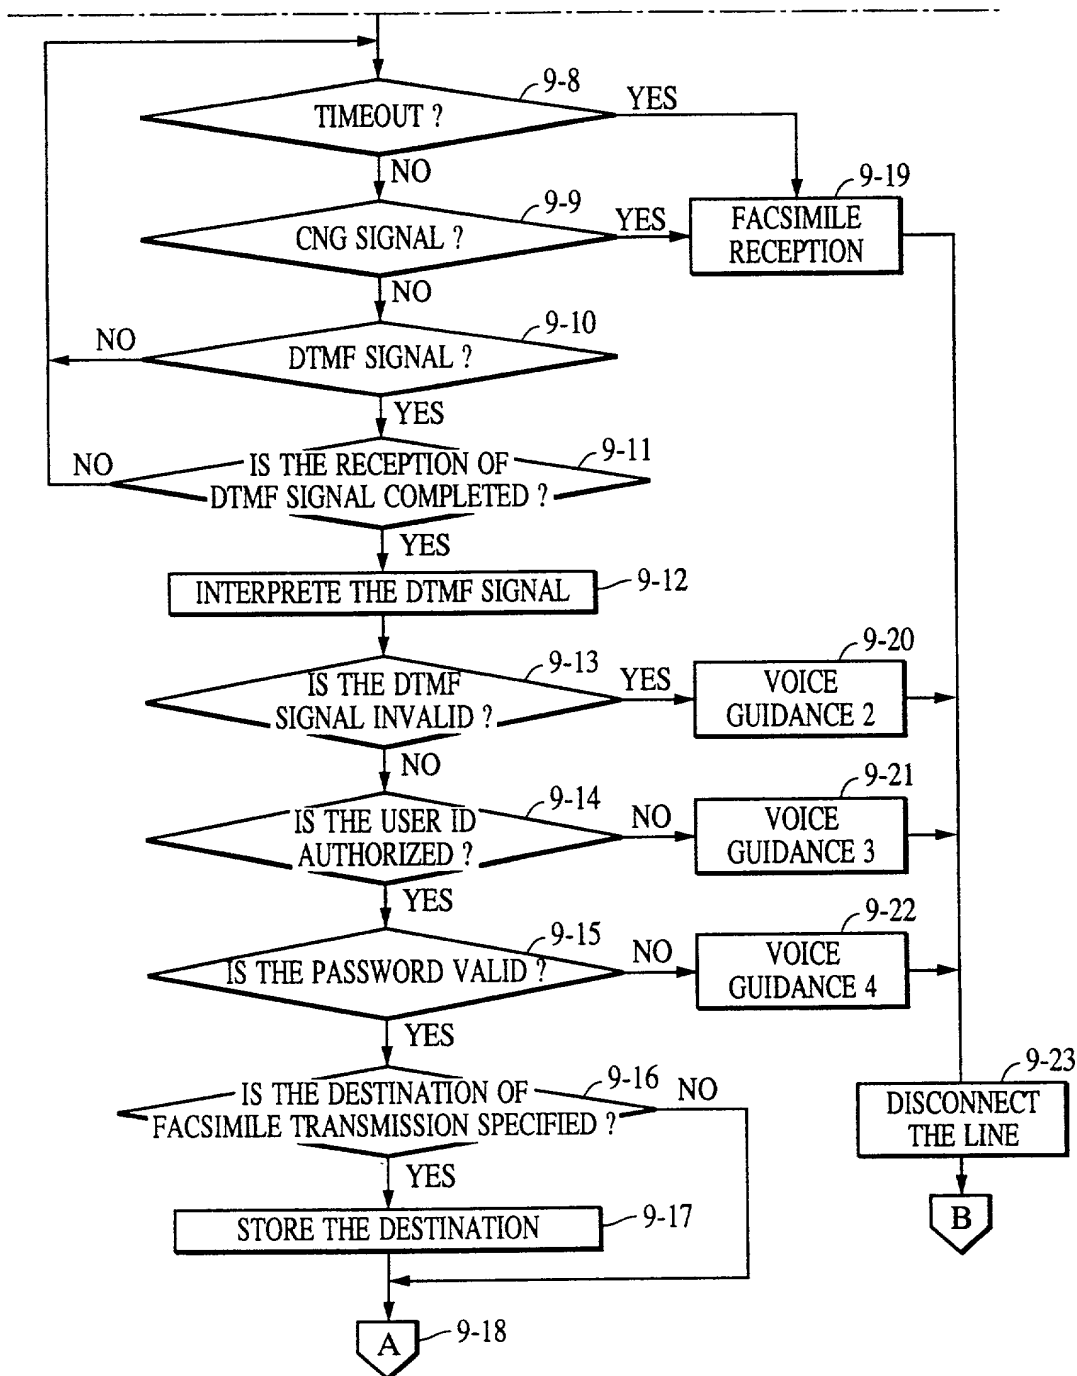 9-8
TIMEOUT ?
YES
NO
9-9
CNG SIGNAL ?
YES
9-19
FACSIMILE
RECEPTION
NO
9-10
NO
DTMF SIGNAL ?
YES
9-11
NO
IS THE RECEPTION OF
DTMF SIGNAL COMPLETED ?
YES
INTERPRETE THE DTMF SIGNAL
9-12
9-13
IS THE DTMF
SIGNAL INVALID ?
YES
9-20
VOICE
GUIDANCE 2
NO
9-14
IS THE USER ID
AUTHORIZED ?
NO
9-21
VOICE
GUIDANCE 3
YES
9-15
IS THE PASSWORD VALID ?
NO
9-22
VOICE
GUIDANCE 4
YES
9-16
IS THE DESTINATION OF
FACSIMILE TRANSMISSION SPECIFIED ?
NO
9-23
DISCONNECT
THE LINE
YES
STORE THE DESTINATION
9-17
B
A
9-18